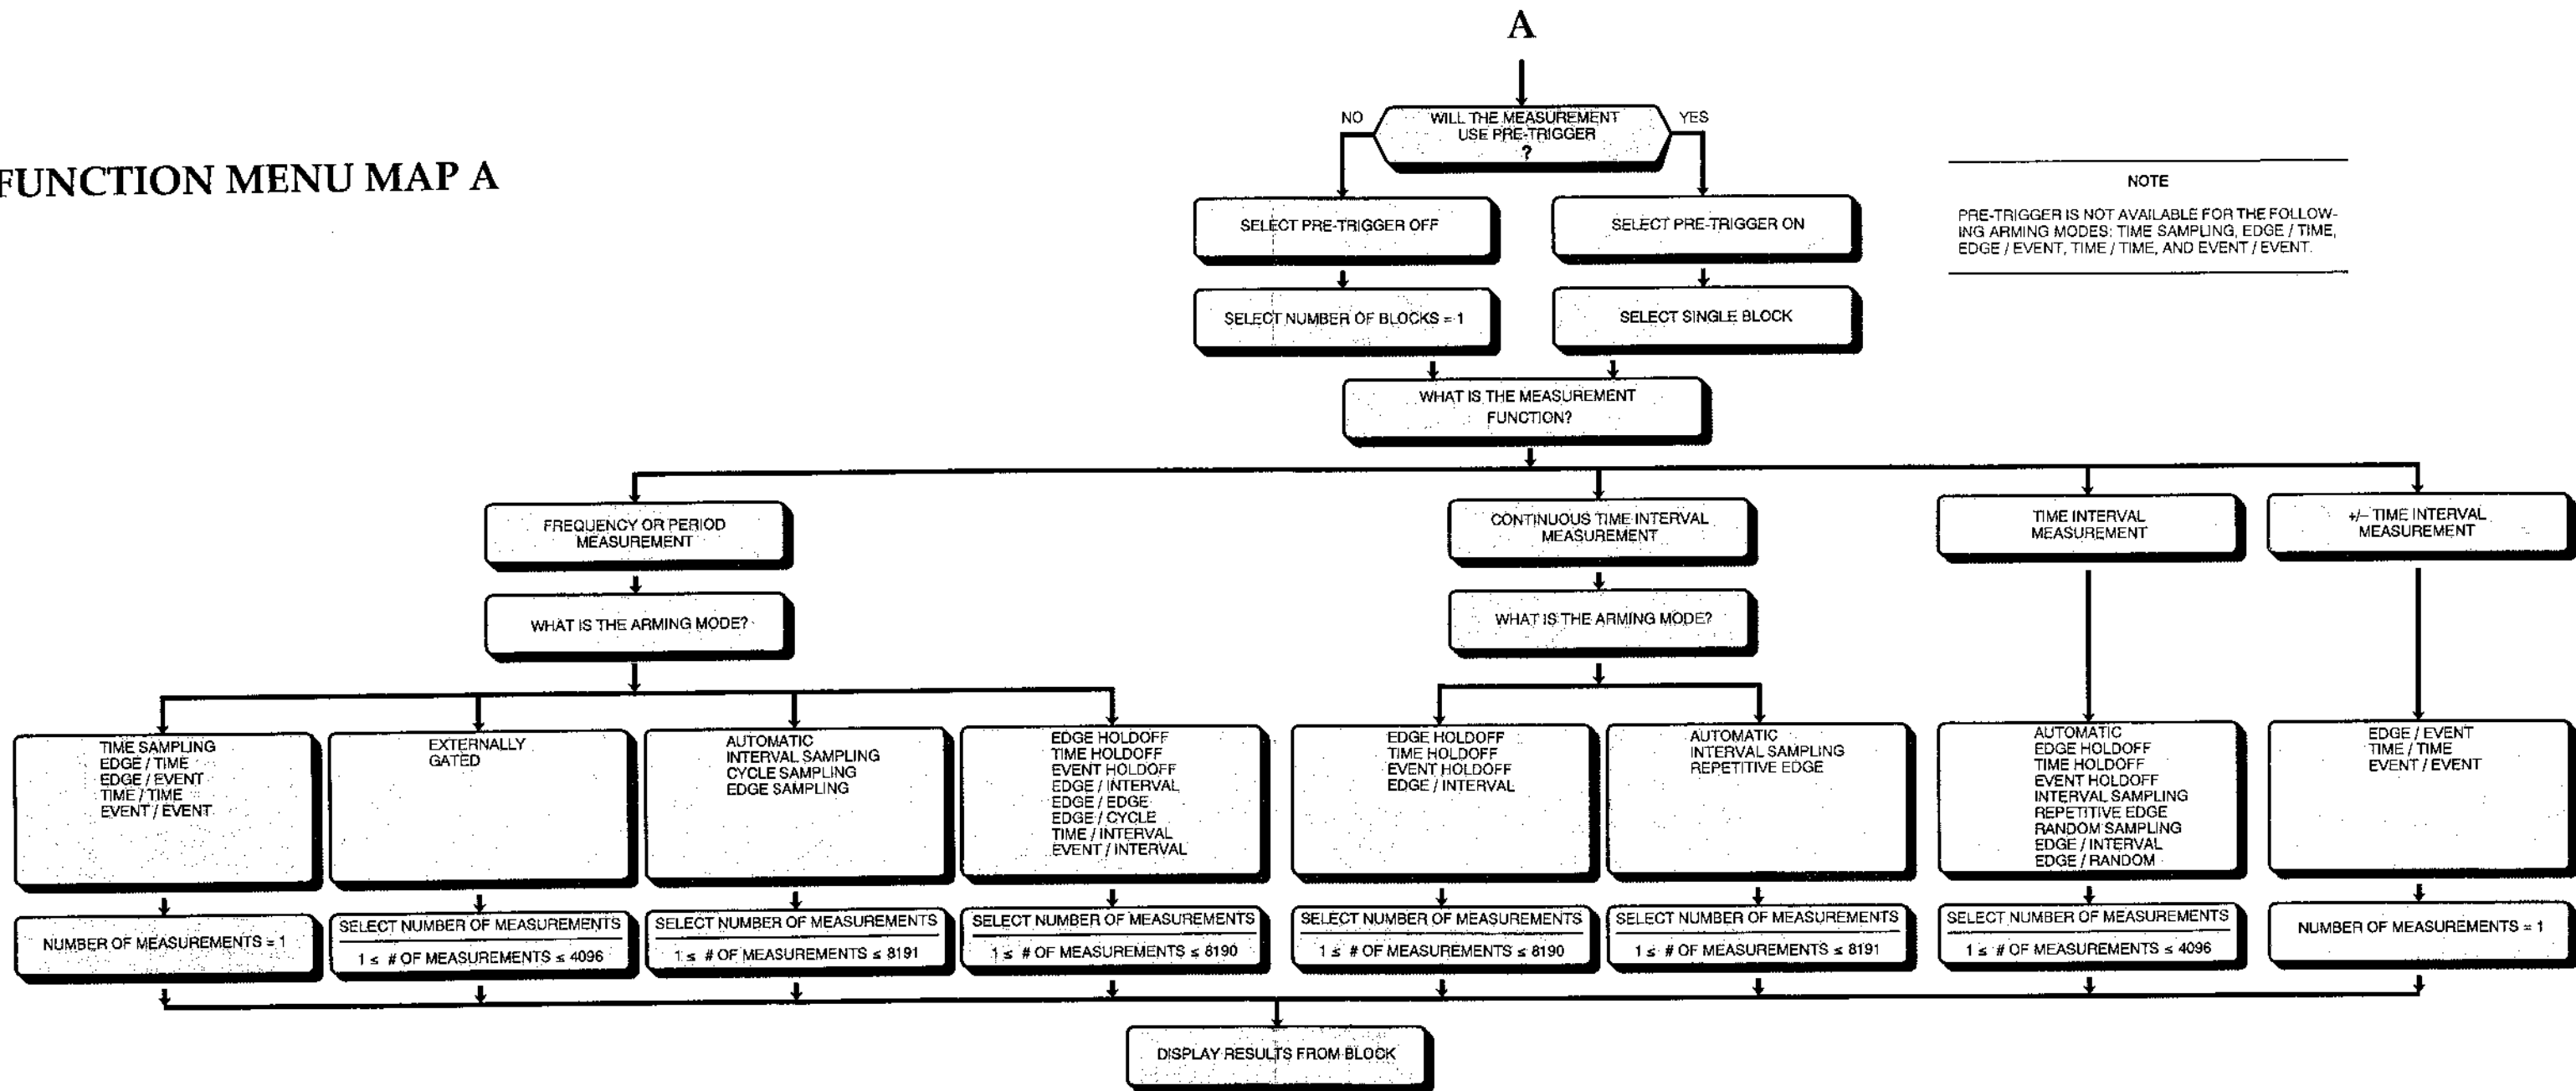 A
FUNCTION MENU MAP A
WILL THE MEASUREMENT
USE PRE-TRIGGER
?
NO
YES
SELECT PRE-TRIGGER OFF
SELECT PRE-TRIGGER ON
SELECT NUMBER OF BLOCKS = 1
SELECT SINGLE BLOCK
NOTE
PRE-TRIGGER IS NOT AVAILABLE FOR THE FOLLOW-
ING ARMING MODES: TIME SAMPLING, EDGE / TIME,
EDGE / EVENT, TIME / TIME, AND EVENT / EVENT.
WHAT IS THE MEASUREMENT
FUNCTION?
FREQUENCY OR PERIOD
MEASUREMENT
CONTINUOUS TIME INTERVAL
MEASUREMENT
TIME INTERVAL
MEASUREMENT
+/– TIME INTERVAL
MEASUREMENT
WHAT IS THE ARMING MODE?
WHAT IS THE ARMING MODE?
TIME SAMPLING
EDGE / TIME
EDGE / EVENT
TIME / TIME
EVENT / EVENT
EXTERNALLY
GATED
AUTOMATIC
INTERVAL SAMPLING
CYCLE SAMPLING
EDGE SAMPLING
EDGE HOLDOFF
TIME HOLDOFF
EVENT HOLDOFF
EDGE / INTERVAL
EDGE / EDGE
EDGE / CYCLE
TIME / INTERVAL
EVENT / INTERVAL
EDGE HOLDOFF
TIME HOLDOFF
EVENT HOLDOFF
EDGE / INTERVAL
AUTOMATIC
INTERVAL SAMPLING
REPETITIVE EDGE
AUTOMATIC
EDGE HOLDOFF
TIME HOLDOFF
EVENT HOLDOFF
INTERVAL SAMPLING
REPETITIVE EDGE
RANDOM SAMPLING
EDGE / INTERVAL
EDGE / RANDOM
EDGE / EVENT
TIME / TIME
EVENT / EVENT
NUMBER OF MEASUREMENTS = 1
SELECT NUMBER OF MEASUREMENTS
1 ≤ # OF MEASUREMENTS ≤ 4096
SELECT NUMBER OF MEASUREMENTS
1 ≤ # OF MEASUREMENTS ≤ 8191
SELECT NUMBER OF MEASUREMENTS
1 ≤ # OF MEASUREMENTS ≤ 8190
SELECT NUMBER OF MEASUREMENTS
1 ≤ # OF MEASUREMENTS ≤ 8190
SELECT NUMBER OF MEASUREMENTS
1 ≤ # OF MEASUREMENTS ≤ 8191
SELECT NUMBER OF MEASUREMENTS
1 ≤ # OF MEASUREMENTS ≤ 4096
NUMBER OF MEASUREMENTS = 1
DISPLAY RESULTS FROM BLOCK